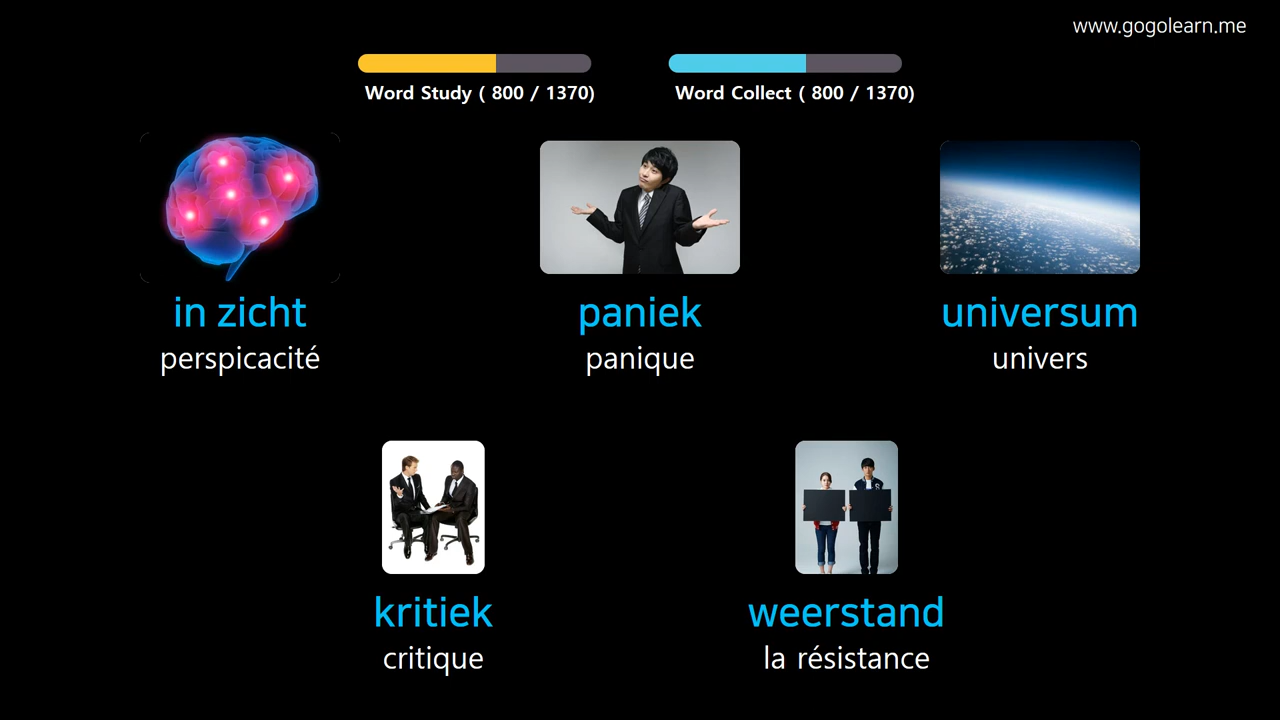 www.gogolearn.me
Word Study ( 800 / 1370)
Word Collect ( 800 / 1370)
in zicht
perspicacité
paniek
panique
universum
univers
kritiek
critique
weerstand
la résistance